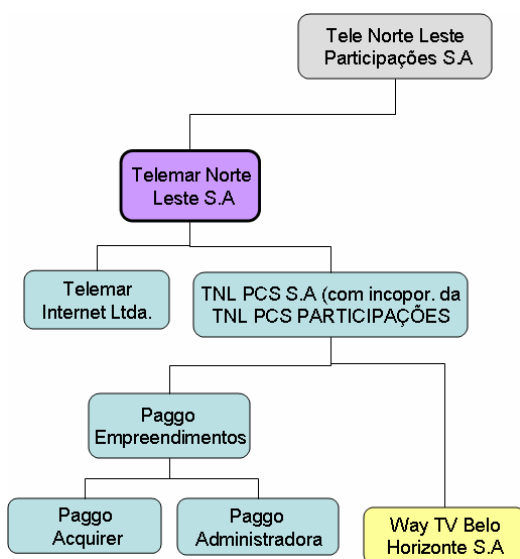 Tele Norte Leste
Participações S.A
Telemar Norte
Leste S.A
Telemar
Internet Ltda.
TNL PCS S.A (com incopor. da
TNL PCS PARTICIPAÇÕES
Paggo
Empreendimentos
Paggo
Acquirer
Paggo
Administradora
Way TV Belo
Horizonte S.A